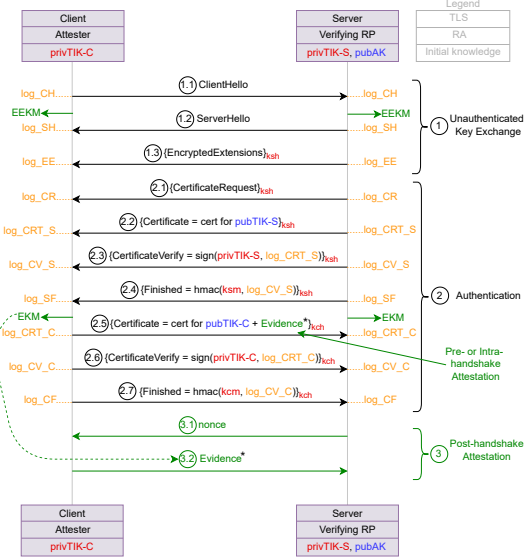 Legend
TLS
RA
Initial knowledge
Client
Attester
privTIK-C
Server
Verifying RP
privTIK-S, pubAK
log_CH
1.1 ClientHello
log_CH
EEKM
EEKM
log_SH
1.2 ServerHello
log_SH
1 Unauthenticated
Key Exchange
log_EE
1.3 {EncryptedExtensions}ksh
log_EE
log_CR
2.1 {CertificateRequest}ksh
log_CR
log_CRT_S
2.2 {Certificate = cert for pubTIK-S}ksh
log_CRT_S
log_CV_S
2.3 {CertificateVerify = sign(privTIK-S, log_CRT_S)}ksh
log_CV_S
log_SF
2.4 {Finished = hmac(ksm, log_CV_S)}ksh
log_SF
2 Authentication
EKM
EKM
log_CRT_C
2.5 {Certificate = cert for pubTIK-C + Evidence*}kch
log_CRT_C
Pre- or Intra-
handshake
Attestation
log_CV_C
2.6 {CertificateVerify = sign(privTIK-C, log_CRT_C)}kch
log_CV_C
log_CF
2.7 {Finished = hmac(kcm, log_CV_C)}kch
log_CF
3.1 nonce
3.2 Evidence*
3 Post-handshake
Attestation
Client
Attester
privTIK-C
Server
Verifying RP
privTIK-S, pubAK